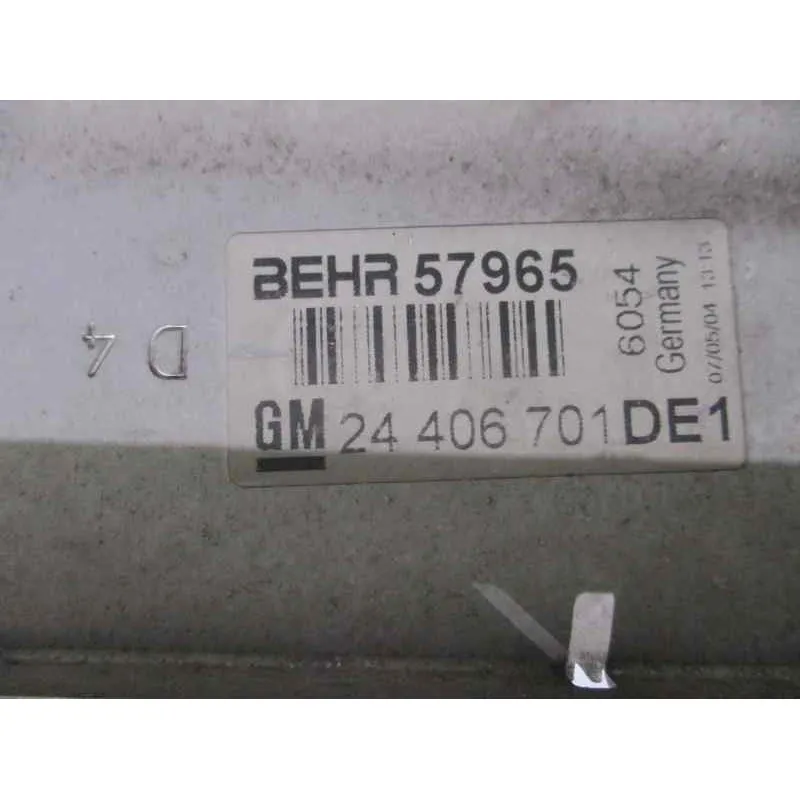 BEHR 57965
6054
Germany
07/05/04 13:13
GM 24 406 701 DE1
D 4